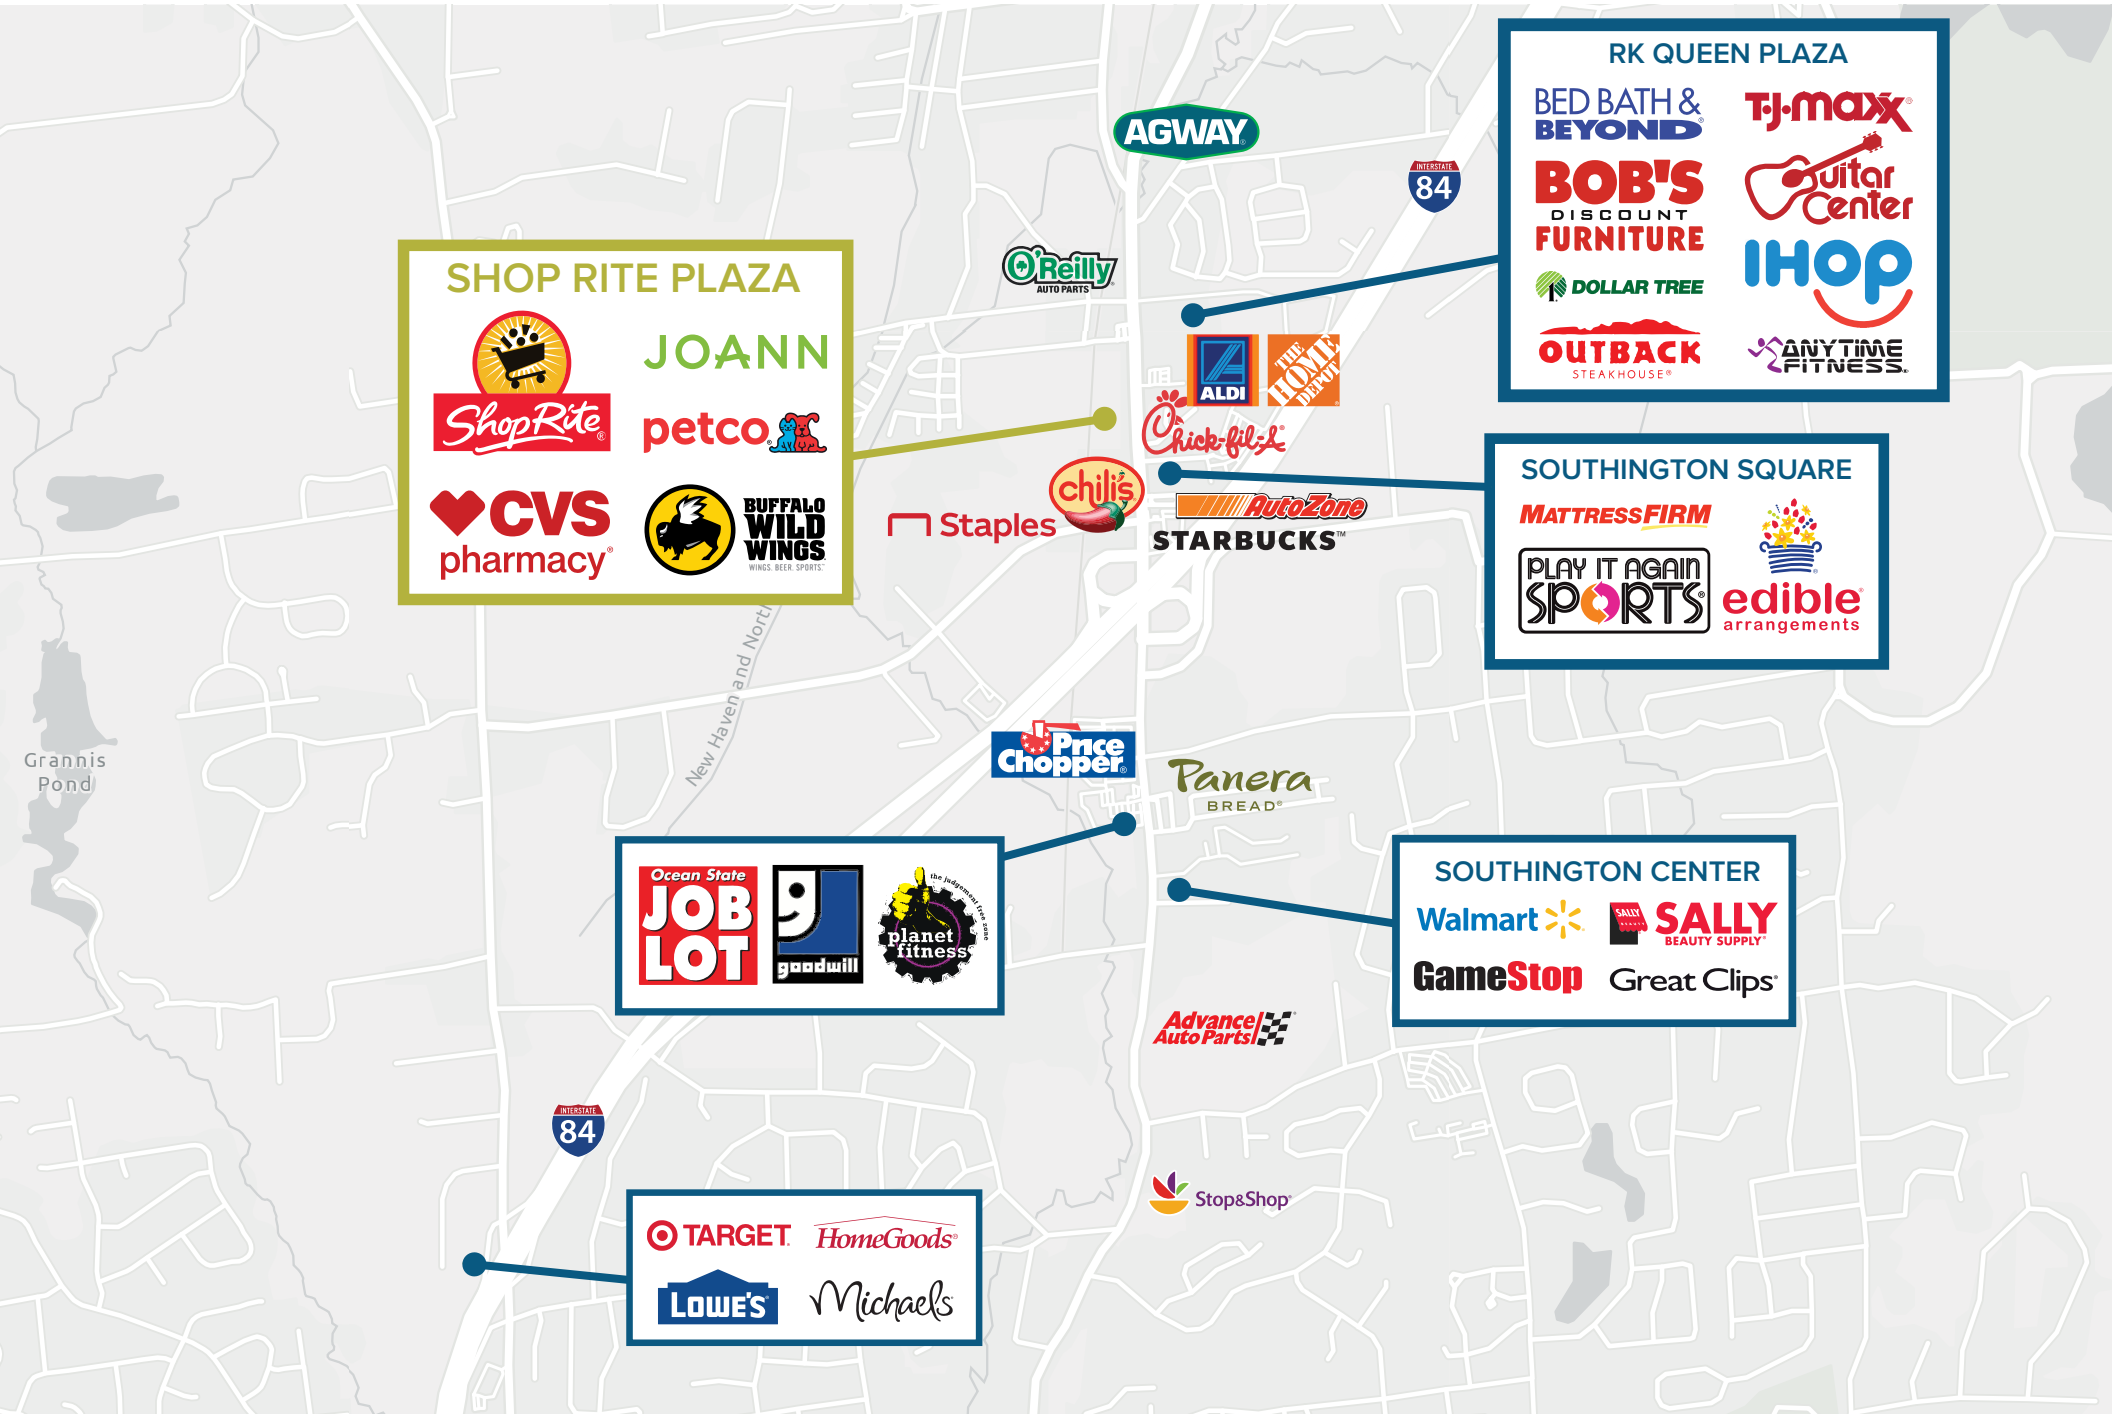 RK QUEEN PLAZA
BED BATH &
BEYOND®
T·J·maxx®
BOB'S
DISCOUNT
FURNITURE
Guitar
Center
DOLLAR TREE
IHOP
OUTBACK
STEAKHOUSE®
ANYTIME
FITNESS®
AGWAY
INTERSTATE
84
O'Reilly
AUTO PARTS
SHOP RITE PLAZA
ShopRite®
JOANN
petco
CVS
pharmacy®
BUFFALO
WILD
WINGS
WINGS. BEER. SPORTS.™
ALDI
THE
HOME
DEPOT
Chick-fil-A®
chili's
Staples
AutoZone
STARBUCKS™
SOUTHINGTON SQUARE
MATTRESSFIRM
PLAY IT AGAIN
SPORTS®
edible®
arrangements
New Haven and North
Grannis
Pond
Price
Chopper®
Panera
BREAD®
Ocean State
JOB
LOT
goodwill
the judgement free zone
planet
fitness
SOUTHINGTON CENTER
Walmart
SALLY
BEAUTY
SALLY
BEAUTY SUPPLY®
GameStop
Great Clips®
Advance
Auto Parts
INTERSTATE
84
Stop&Shop®
TARGET
HomeGoods®
LOWE'S
Michaels